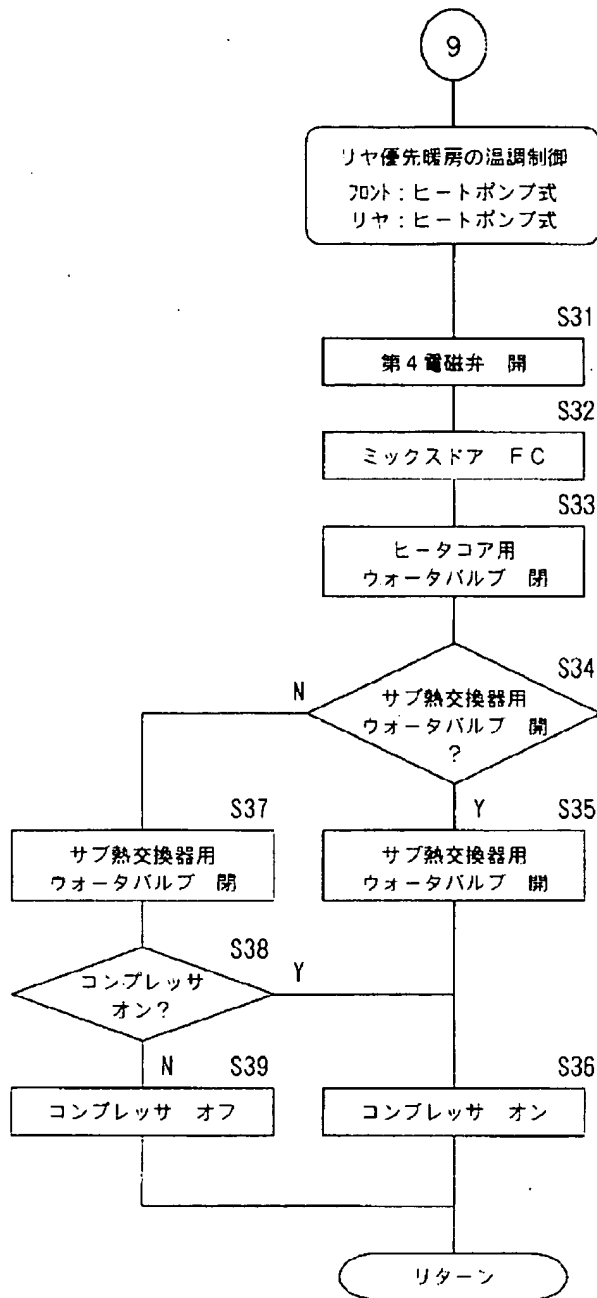 9
リヤ優先暖房の温調制御
フロント:ヒートポンプ式
リヤ:ヒートポンプ式
S31
第4電磁弁 開
S32
ミックスドア FC
S33
ヒータコア用
ウォータバルブ 閉
S34
サブ熱交換器用
ウォータバルブ 開
?
N
Y
S37
サブ熱交換器用
ウォータバルブ 閉
S35
サブ熱交換器用
ウォータバルブ 開
S38
コンプレッサ
オン?
Y
N
S39
コンプレッサ オフ
S36
コンプレッサ オン
リターン